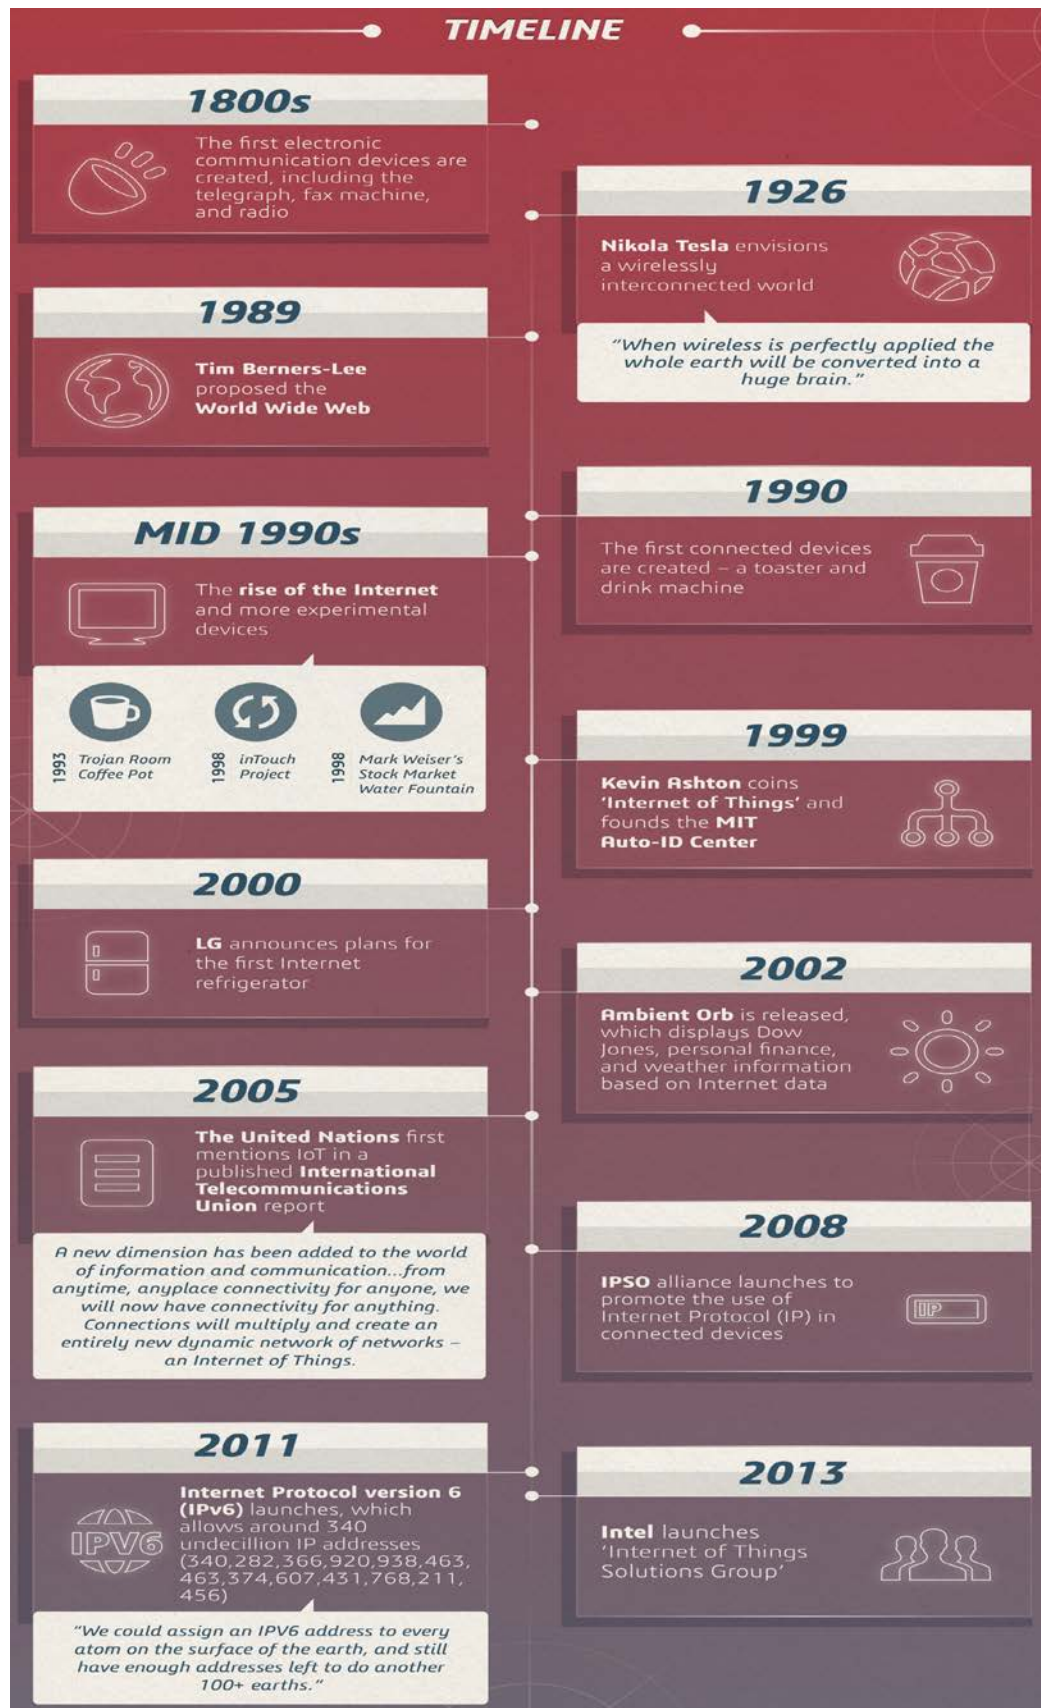 TIMELINE
1800s
The first electronic
communication devices are
created, including the
telegraph, fax machine,
and radio
1926
Nikola Tesla envisions
a wirelessly
interconnected world
"When wireless is perfectly applied the
whole earth will be converted into a
huge brain."
1989
Tim Berners-Lee
proposed the
World Wide Web
1990
The first connected devices
are created – a toaster and
drink machine
MID 1990s
The rise of the Internet
and more experimental
devices
1993
Trojan Room
Coffee Pot
1998
inTouch
Project
1998
Mark Weiser's
Stock Market
Water Fountain
1999
Kevin Ashton coins
'Internet of Things' and
founds the MIT
Auto-ID Center
2000
LG announces plans for
the first Internet
refrigerator
2002
Ambient Orb is released,
which displays Dow
Jones, personal finance,
and weather information
based on Internet data
2005
The United Nations first
mentions IoT in a
published International
Telecommunications
Union report
A new dimension has been added to the world
of information and communication...from
anytime, anyplace connectivity for anyone, we
will now have connectivity for anything.
Connections will multiply and create an
entirely new dynamic network of networks –
an Internet of Things.
2008
IPSO alliance launches to
promote the use of
Internet Protocol (IP) in
connected devices
IP
2011
Internet Protocol version 6
(IPv6) launches, which
allows around 340
undecillion IP addresses
(340,282,366,920,938,463,
463,374,607,431,768,211,
456)
IPV6
"We could assign an IPV6 address to every
atom on the surface of the earth, and still
have enough addresses left to do another
100+ earths."
2013
Intel launches
'Internet of Things
Solutions Group'